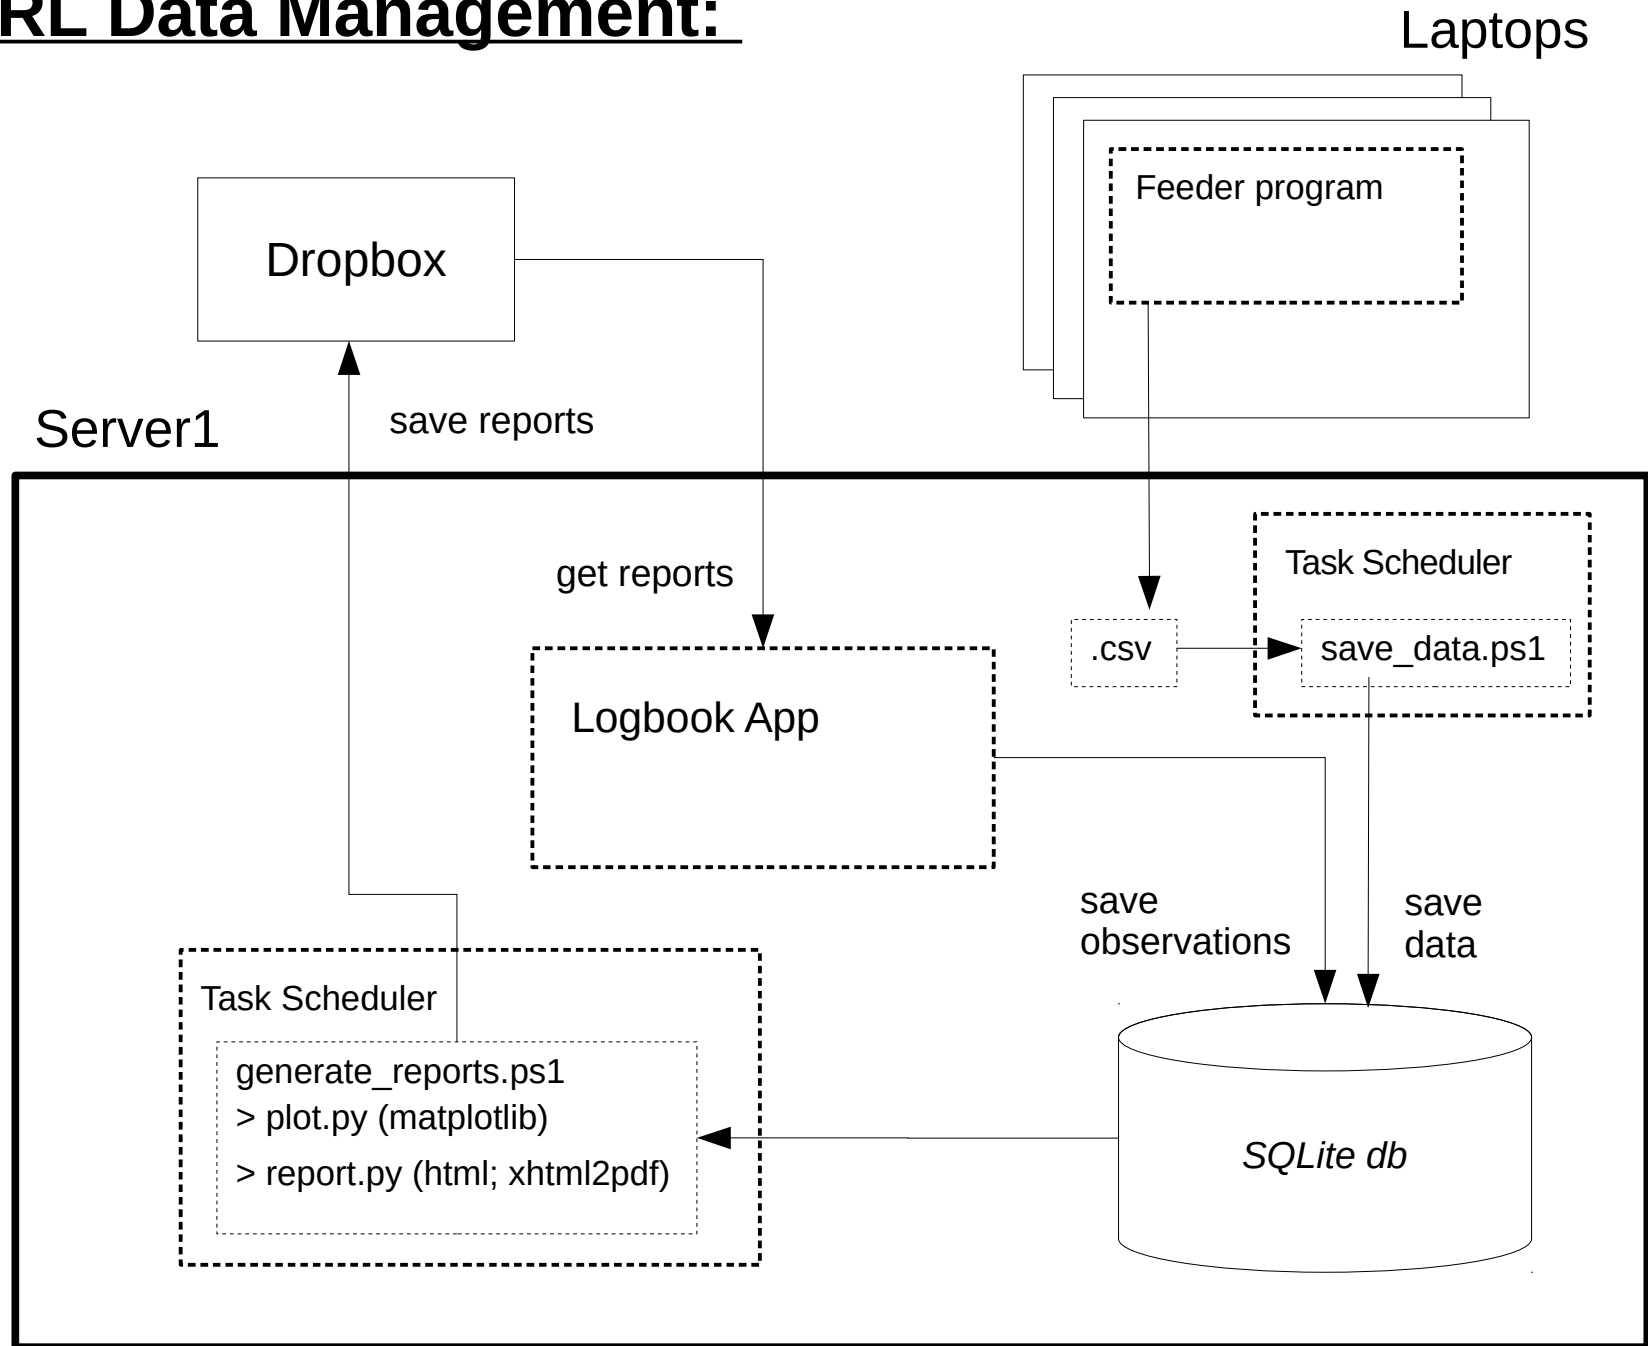 RL Data Management:
Laptops
Feeder program
Dropbox
save reports
Server1
get reports
Task Scheduler
.csv
save_data.ps1
Logbook App
save
observations
save
data
Task Scheduler
generate_reports.ps1
> plot.py (matplotlib)
> report.py (html; xhtml2pdf)
SQLite db